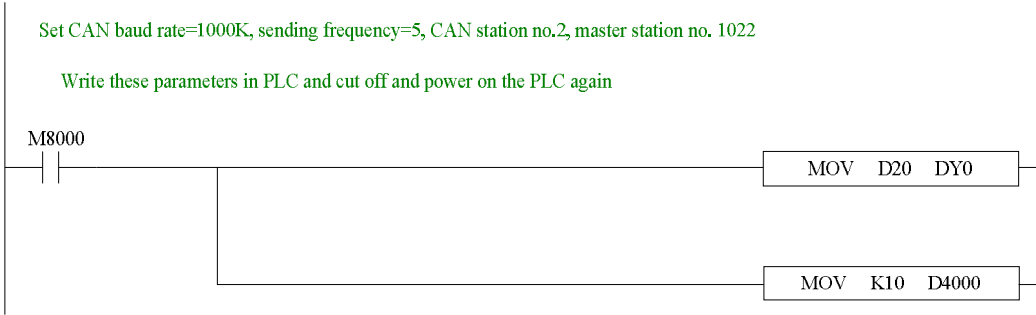 Set CAN baud rate=1000K, sending frequency=5, CAN station no.2, master station no. 1022
Write these parameters in PLC and cut off and power on the PLC again
M8000
MOV D20 DY0
MOV K10 D4000